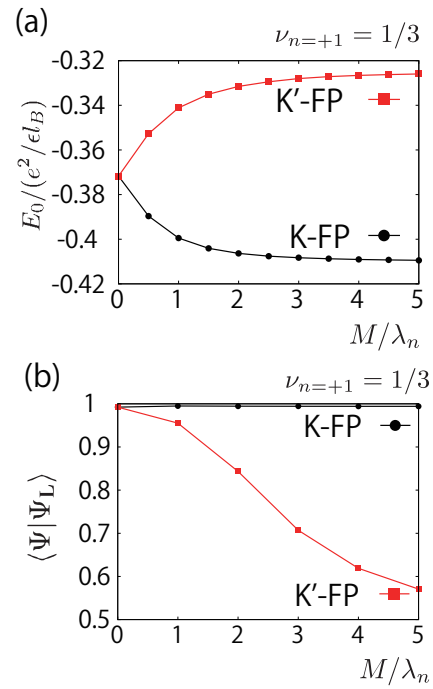 (a)
ν_{n=+1} = 1/3
-0.32
-0.34
-0.36
-0.38
-0.4
-0.42
E_0/(e^2/ϵl_B)
K'-FP
K-FP
0 1 2 3 4 5
M/λ_n
(b)
ν_{n=+1} = 1/3
1
0.9
0.8
0.7
0.6
0.5
⟨Ψ|Ψ_L⟩
K-FP
K'-FP
0 1 2 3 4 5
M/λ_n